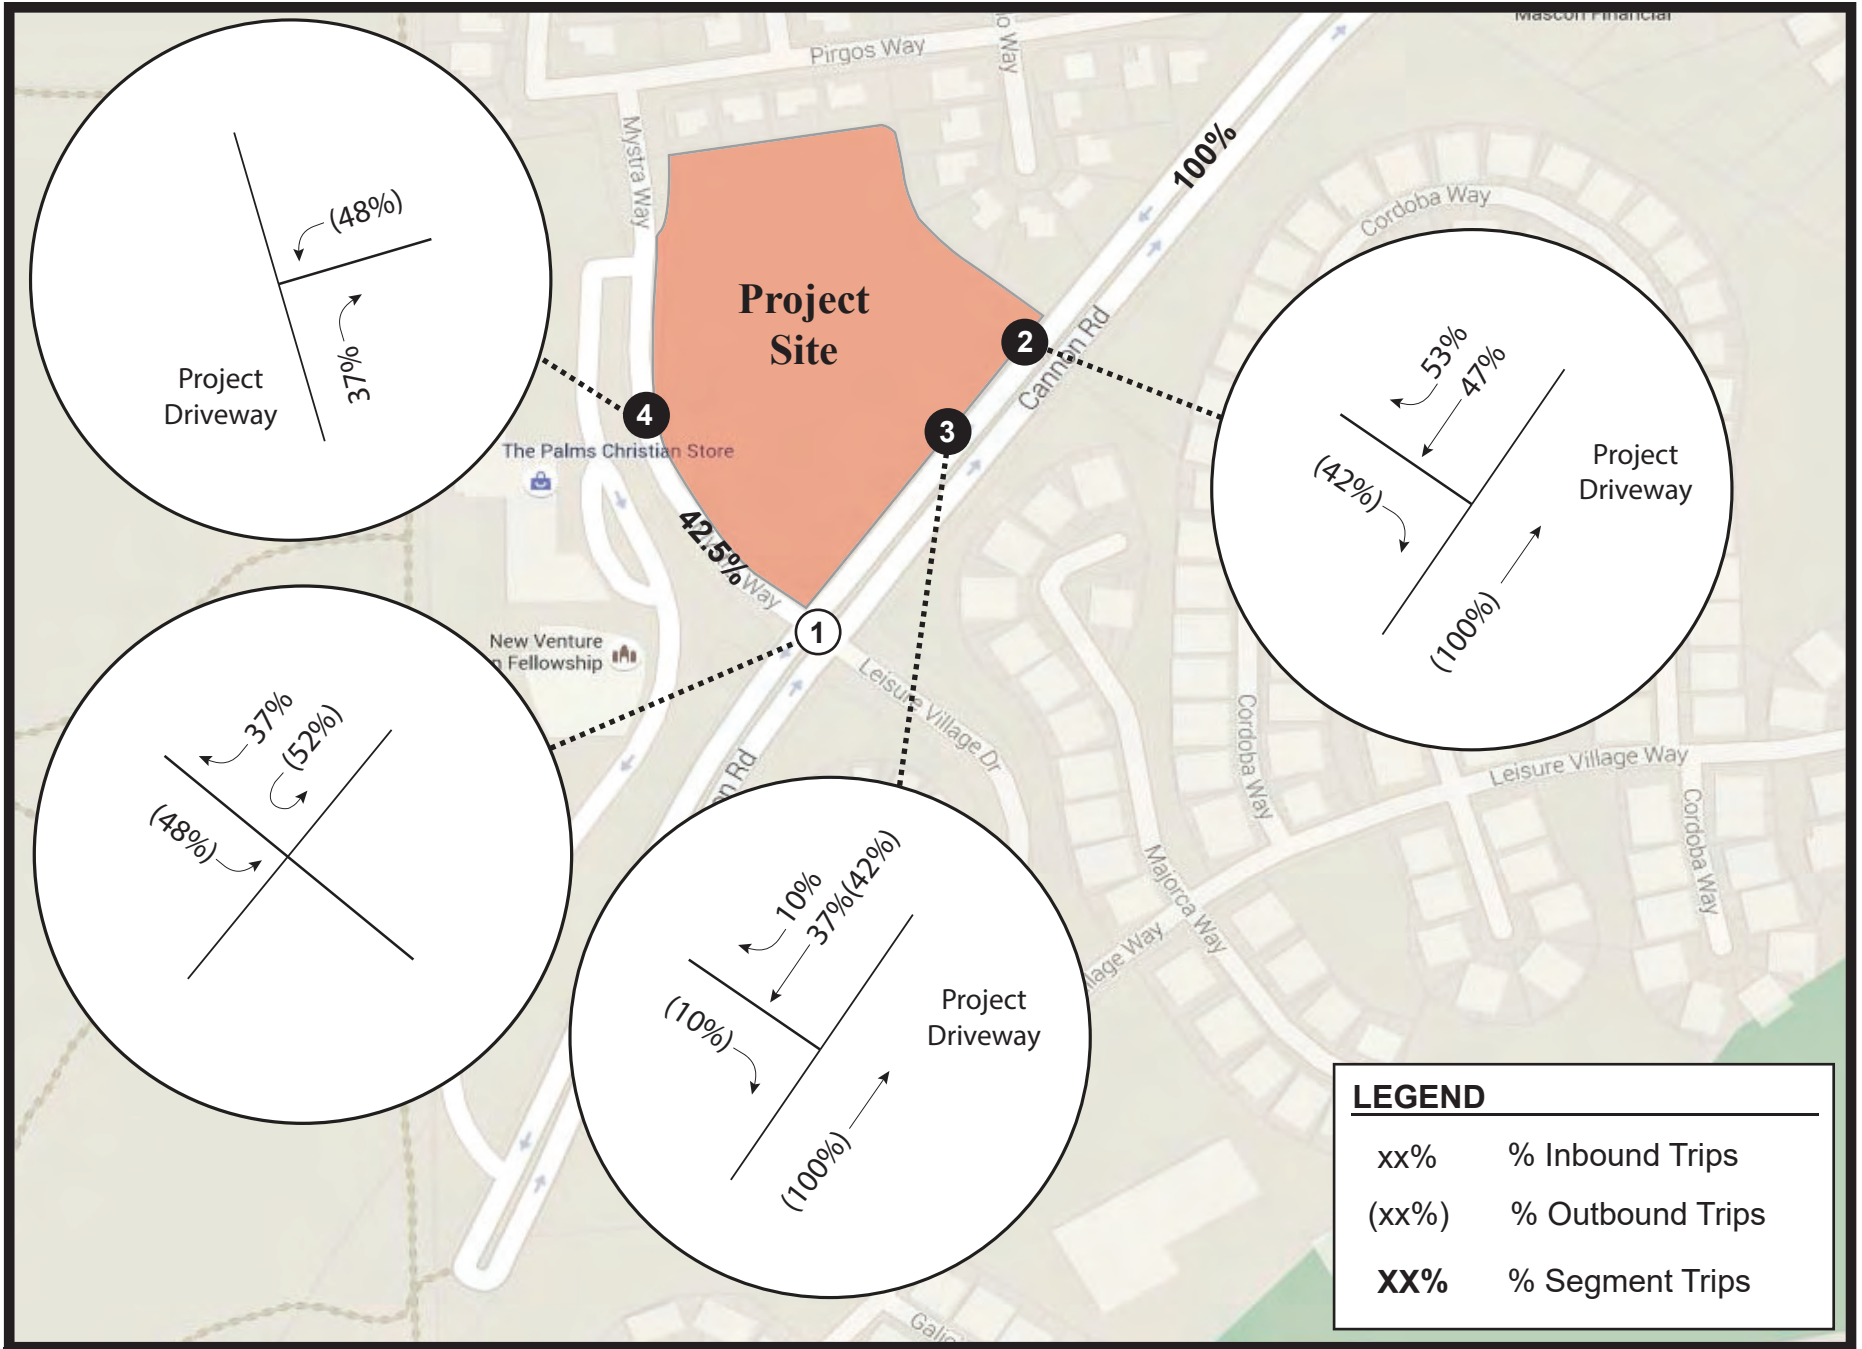 Mascon Financial
Pirgos Way
Mystra Way
100%
Cordoba Way
(48%)
37%
Project
Driveway
Project
Site
2
Cannon Rd
3
4
The Palms Christian Store
53%
47%
(42%)
(100%)
Project
Driveway
42.5%
Way
1
New Venture
Fellowship
Leisure Village Dr
Cordoba Way
Leisure Village Way
Cordoba Way
Majorca Way
37%
(52%)
(48%)
Rd
10%
37%(42%)
(10%)
(100%)
Project
Driveway
Way
LEGEND
xx% % Inbound Trips
(xx%) % Outbound Trips
XX% % Segment Trips